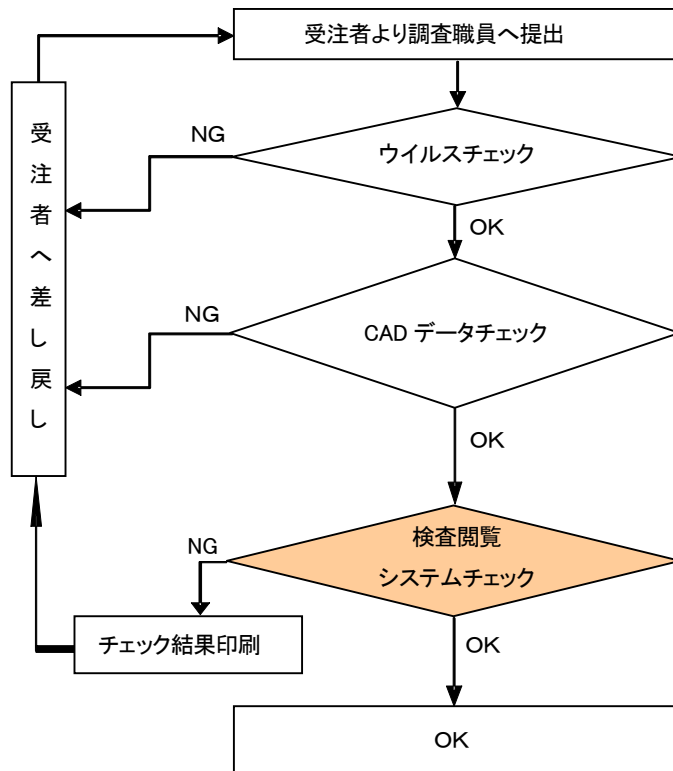 受注者より調査職員へ提出
NG
ウイルスチェック
OK
受注者へ差し戻し
NG
CAD データチェック
OK
検査閲覧
システムチェック
NG
チェック結果印刷
OK
OK